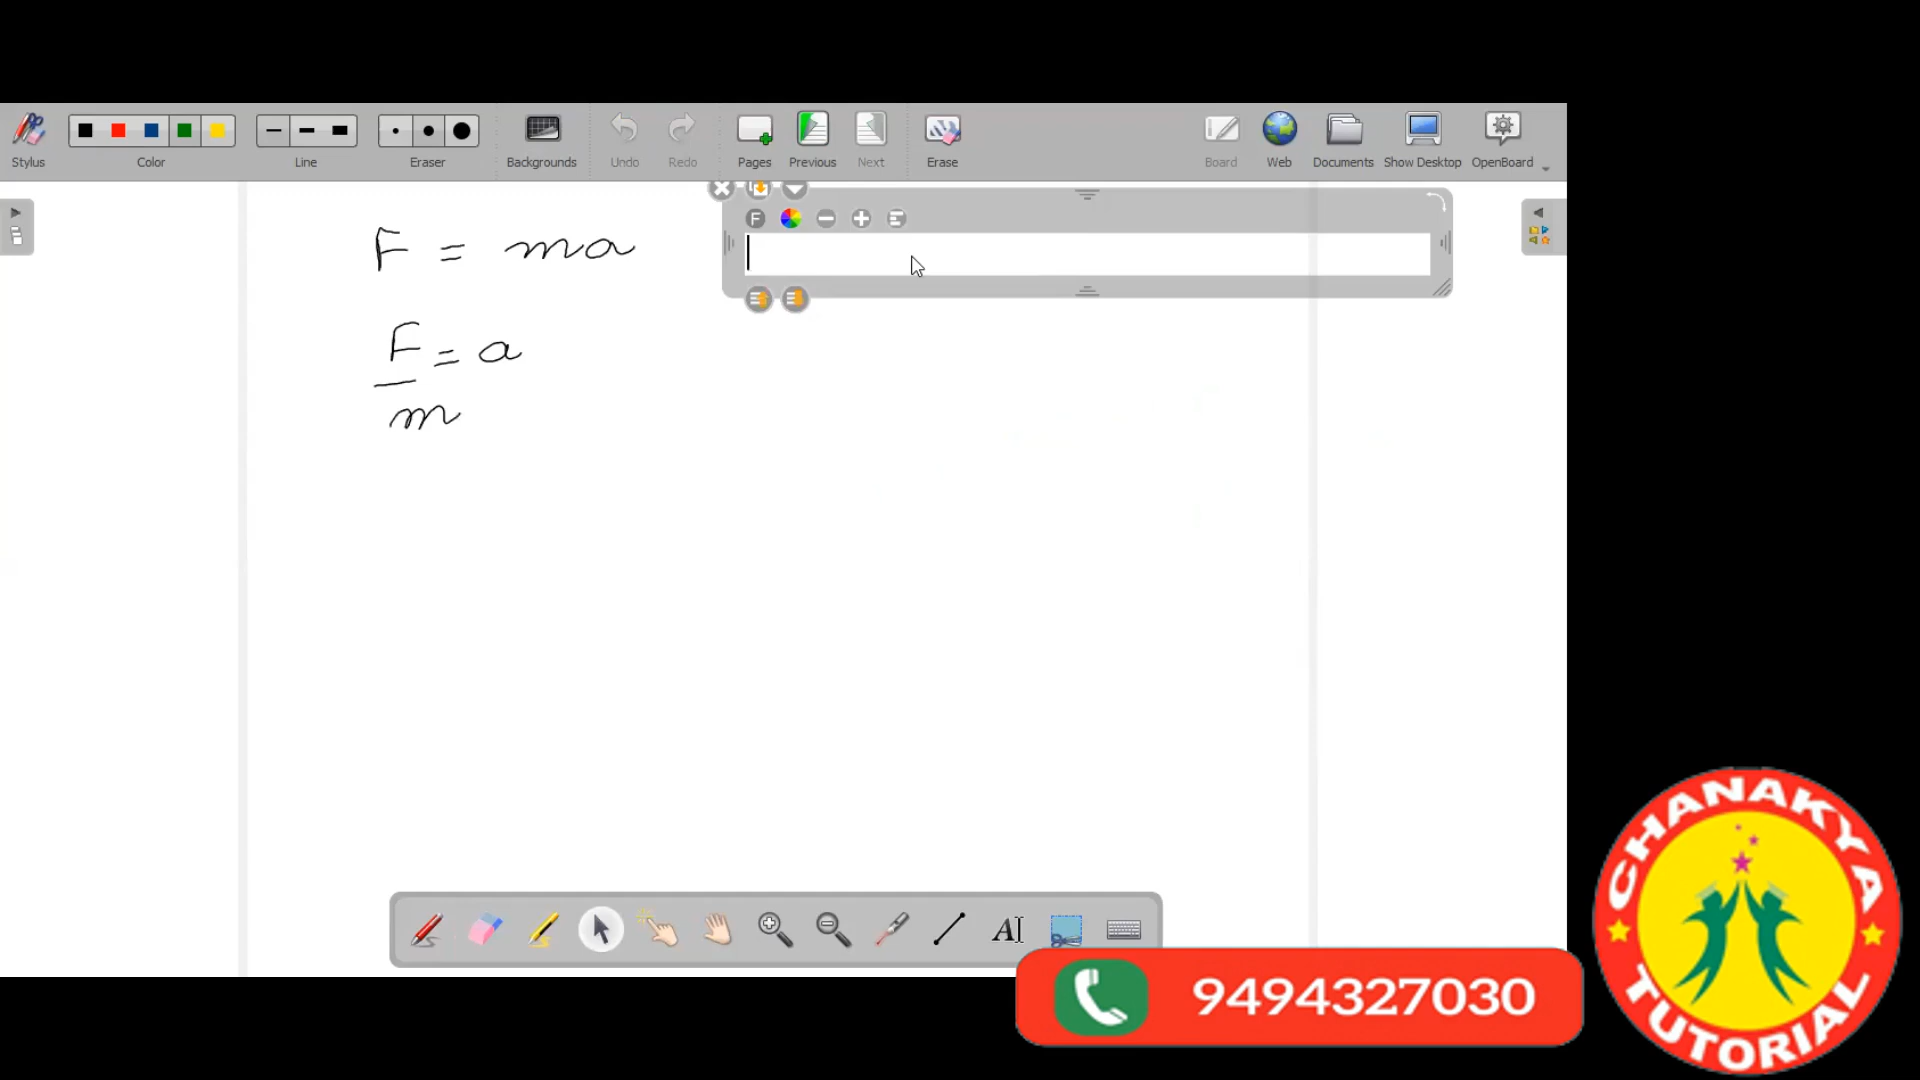 Stylus
Color
Line
Eraser
Backgrounds
Undo
Redo
Pages
Previous
Next
Erase
Board
Web
Documents
Show Desktop
OpenBoard
F
F = ma
F = a
m
AI
9494327030
CHANAKYA
TUTORIAL